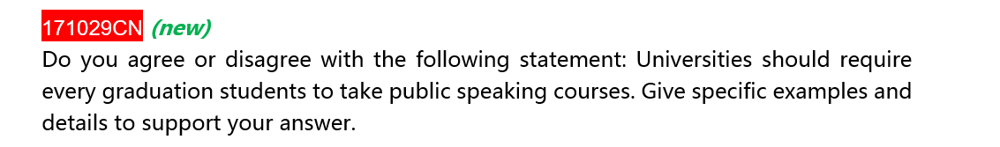 171029CN (new)
Do you agree or disagree with the following statement: Universities should require
every graduation students to take public speaking courses. Give specific examples and
details to support your answer.